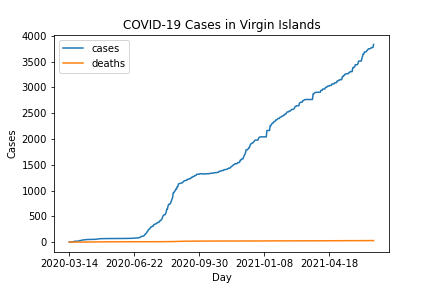 COVID-19 Cases in Virgin Islands
cases
deaths
4000
3500
3000
2500
2000
1500
1000
500
0
Cases
2020-03-14 2020-06-22 2020-09-30 2021-01-08 2021-04-18
Day